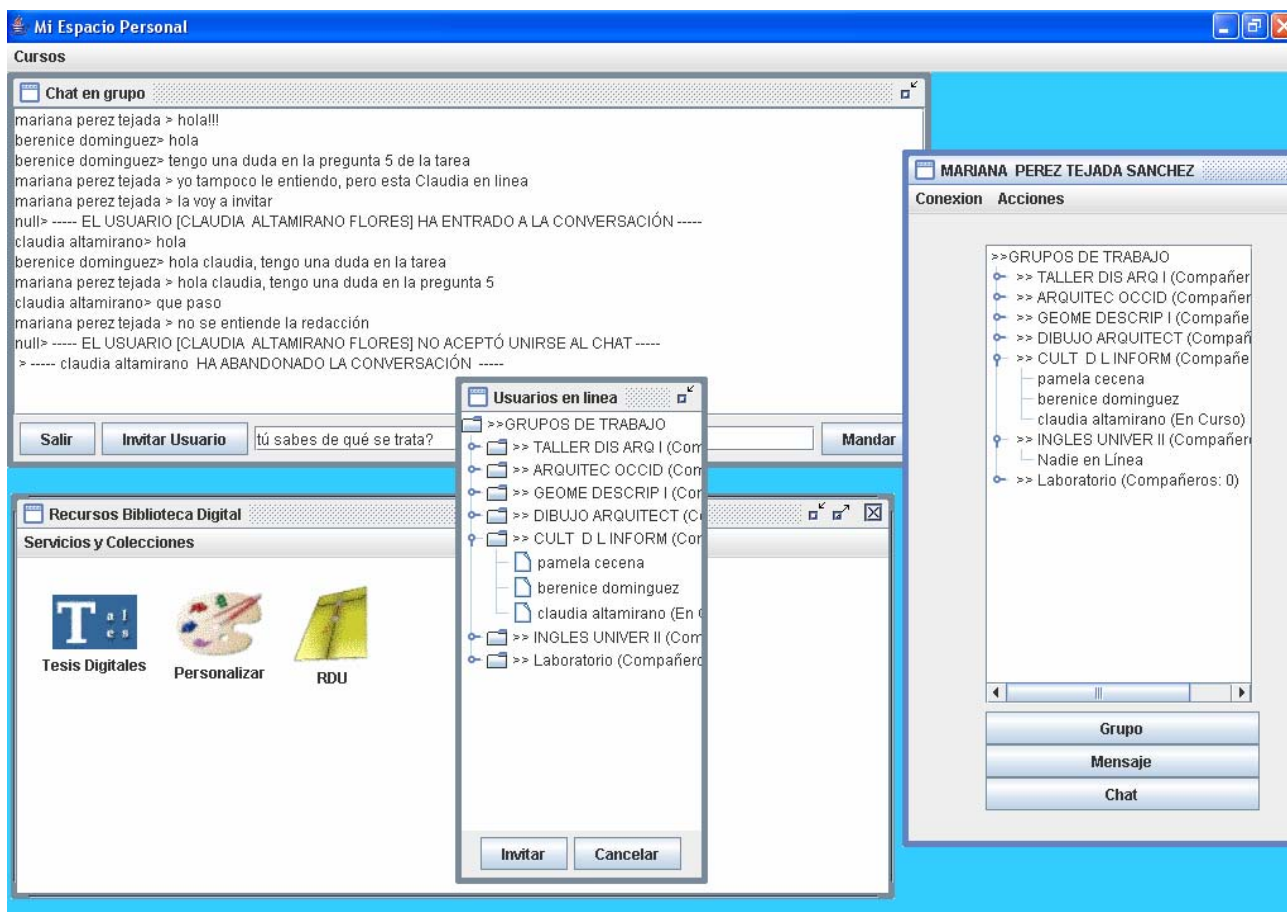 Mi Espacio Personal
Cursos
Chat en grupo
mariana perez tejada > hola!!!
berenice dominguez> hola
berenice dominguez> tengo una duda en la pregunta 5 de la tarea
mariana perez tejada > yo tampoco le entiendo, pero esta Claudia en linea
mariana perez tejada > la voy a invitar
null> ----- EL USUARIO [CLAUDIA ALTAMIRANO FLORES] HA ENTRADO A LA CONVERSACIÓN -----
claudia altamirano> hola
berenice dominguez> hola claudia, tengo una duda en la tarea
mariana perez tejada > hola claudia, tengo una duda en la pregunta 5
claudia altamirano> que paso
mariana perez tejada > no se entiende la redacción
null> ----- EL USUARIO [CLAUDIA ALTAMIRANO FLORES] NO ACEPTÓ UNIRSE AL CHAT -----
> ----- claudia altamirano HA ABANDONADO LA CONVERSACIÓN -----
Salir
Invitar Usuario
tú sabes de qué se trata?
Mandar
Usuarios en linea
>>GRUPOS DE TRABAJO
>> TALLER DIS ARQ I (Com
>> ARQUITEC OCCID (Com
>> GEOME DESCRIP I (Cor
>> DIBUJO ARQUITECT (C
>> CULT D L INFORM (Cor
pamela cecena
berenice dominguez
claudia altamirano (En
>> INGLES UNIVER II (Com
>> Laboratorio (Compañero
Invitar
Cancelar
Recursos Biblioteca Digital
Servicios y Colecciones
T a l e s
Tesis Digitales
Personalizar
RDU
MARIANA PEREZ TEJADA SANCHEZ
Conexion Acciones
>>GRUPOS DE TRABAJO
>> TALLER DIS ARQ I (Compañer
>> ARQUITEC OCCID (Compañer
>> GEOME DESCRIP I (Compañe
>> DIBUJO ARQUITECT (Compañ
>> CULT D L INFORM (Compañe
pamela cecena
berenice dominguez
claudia altamirano (En Curso)
>> INGLES UNIVER II (Compañer
Nadie en Línea
>> Laboratorio (Compañeros: 0)
Grupo
Mensaje
Chat